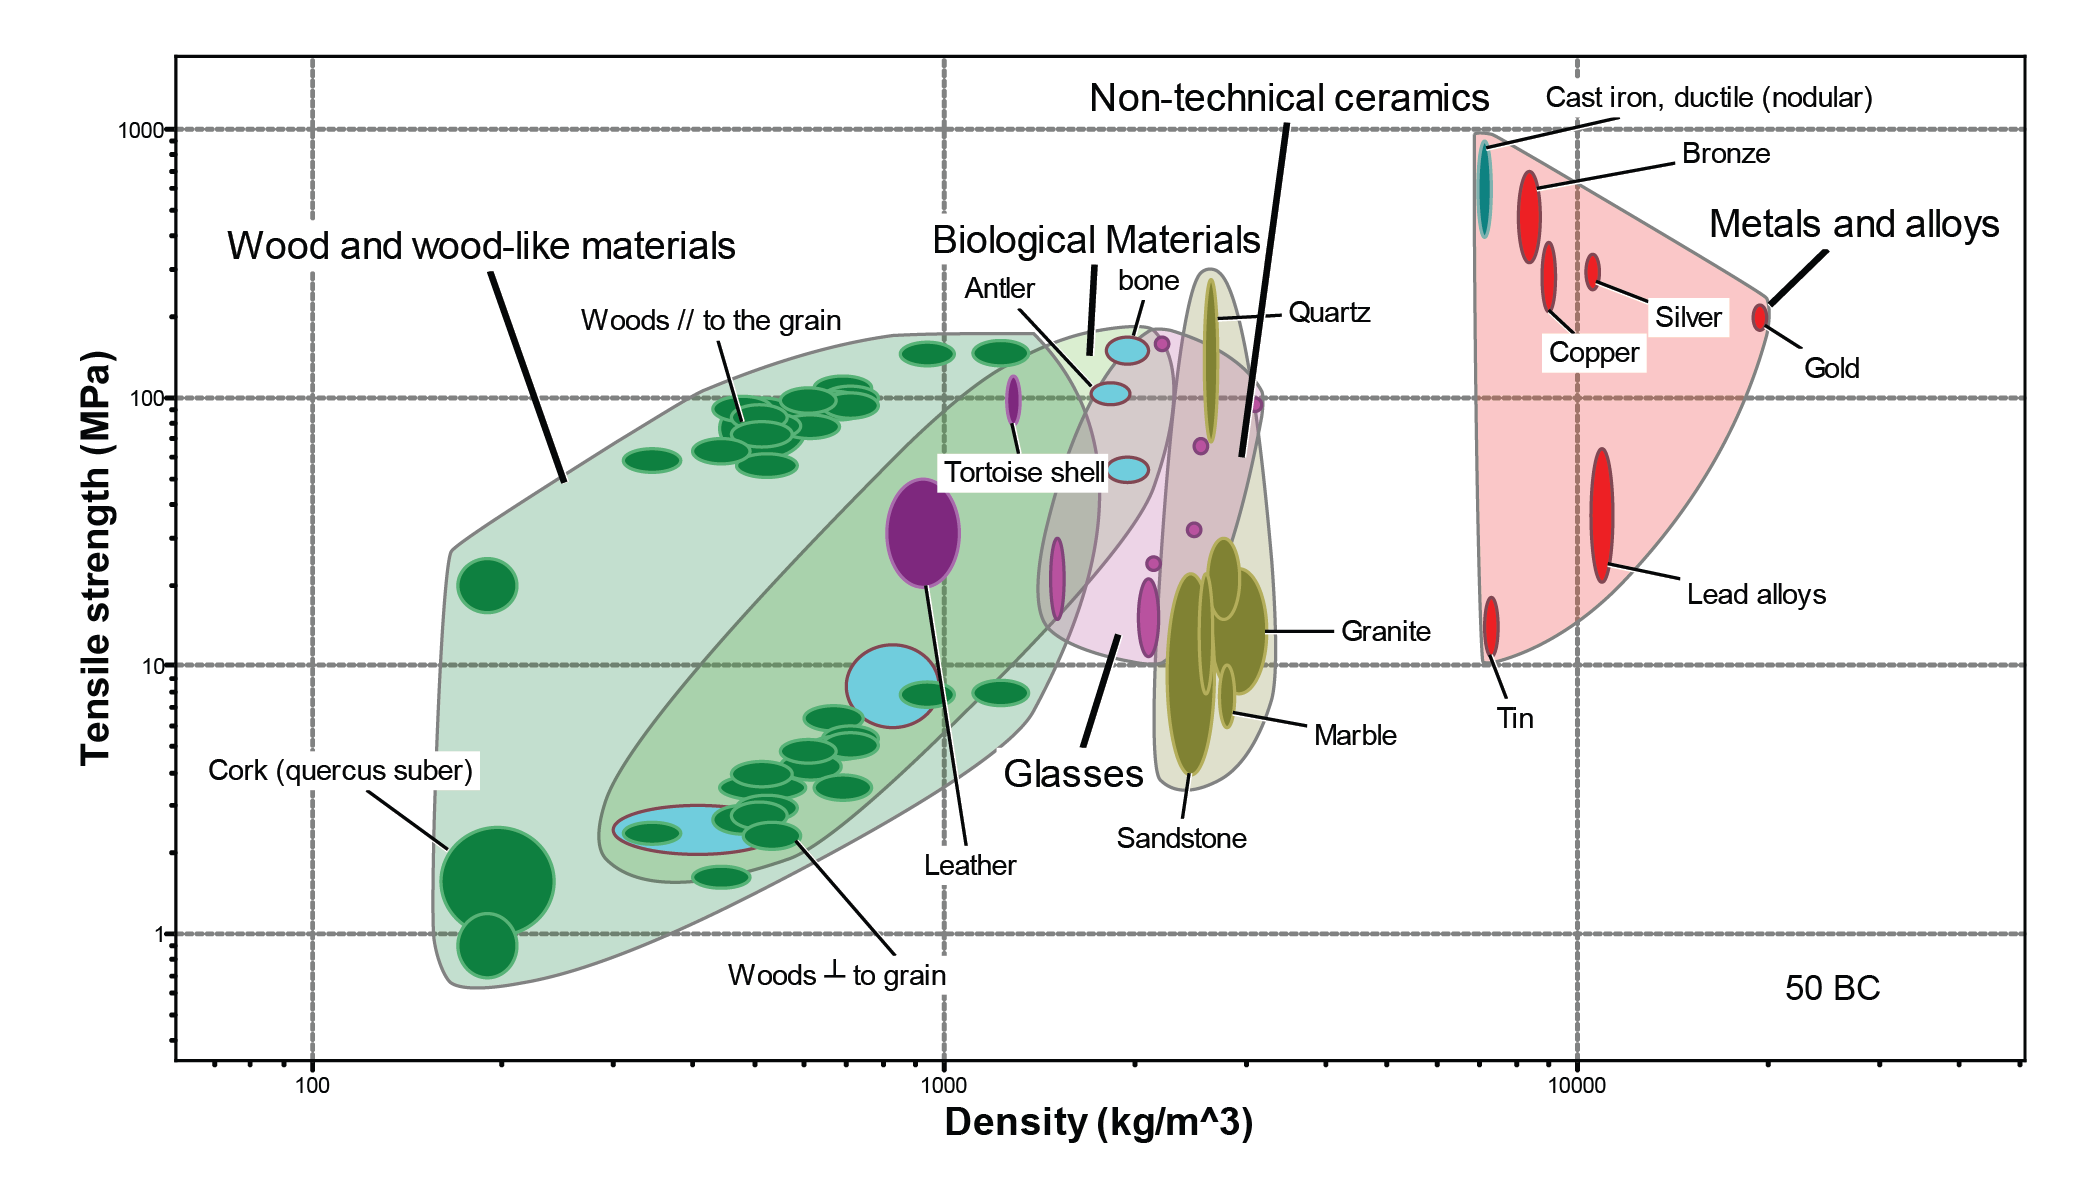 Non-technical ceramics
Cast iron, ductile (nodular)
1000
Bronze
Metals and alloys
Wood and wood-like materials
Biological Materials
Antler
bone
Quartz
Silver
Woods // to the grain
Copper
Gold
100
Tortoise shell
Tensile strength (MPa)
Lead alloys
Granite
10
Tin
Marble
Cork (quercus suber)
Glasses
Sandstone
Leather
1
Woods ⊥ to grain
50 BC
100
1000
10000
Density (kg/m^3)